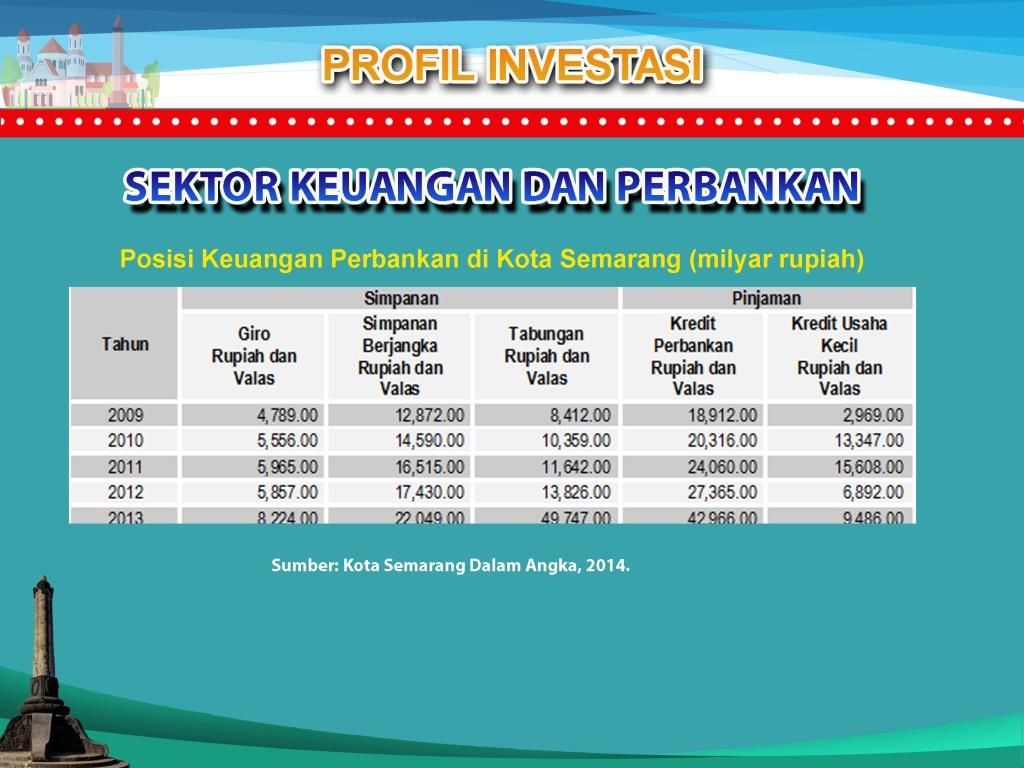 PROFIL INVESTASI
SEKTOR KEUANGAN DAN PERBANKAN
Posisi Keuangan Perbankan di Kota Semarang (milyar rupiah)
Tahun Simpanan Pinjaman
Giro Rupiah dan Valas Simpanan Berjangka Rupiah dan Valas Tabungan Rupiah dan Valas Kredit Perbankan Rupiah dan Valas Kredit Usaha Kecil Rupiah dan Valas
2009 4,789.00 12,872.00 8,412.00 18,912.00 2,969.00
2010 5,556.00 14,590.00 10,359.00 20,316.00 13,347.00
2011 5,965.00 16,515.00 11,642.00 24,060.00 15,608.00
2012 5,857.00 17,430.00 13,826.00 27,365.00 6,892.00
2013 8,224.00 22,049.00 49,747.00 42,966.00 9,486.00
Sumber: Kota Semarang Dalam Angka, 2014.